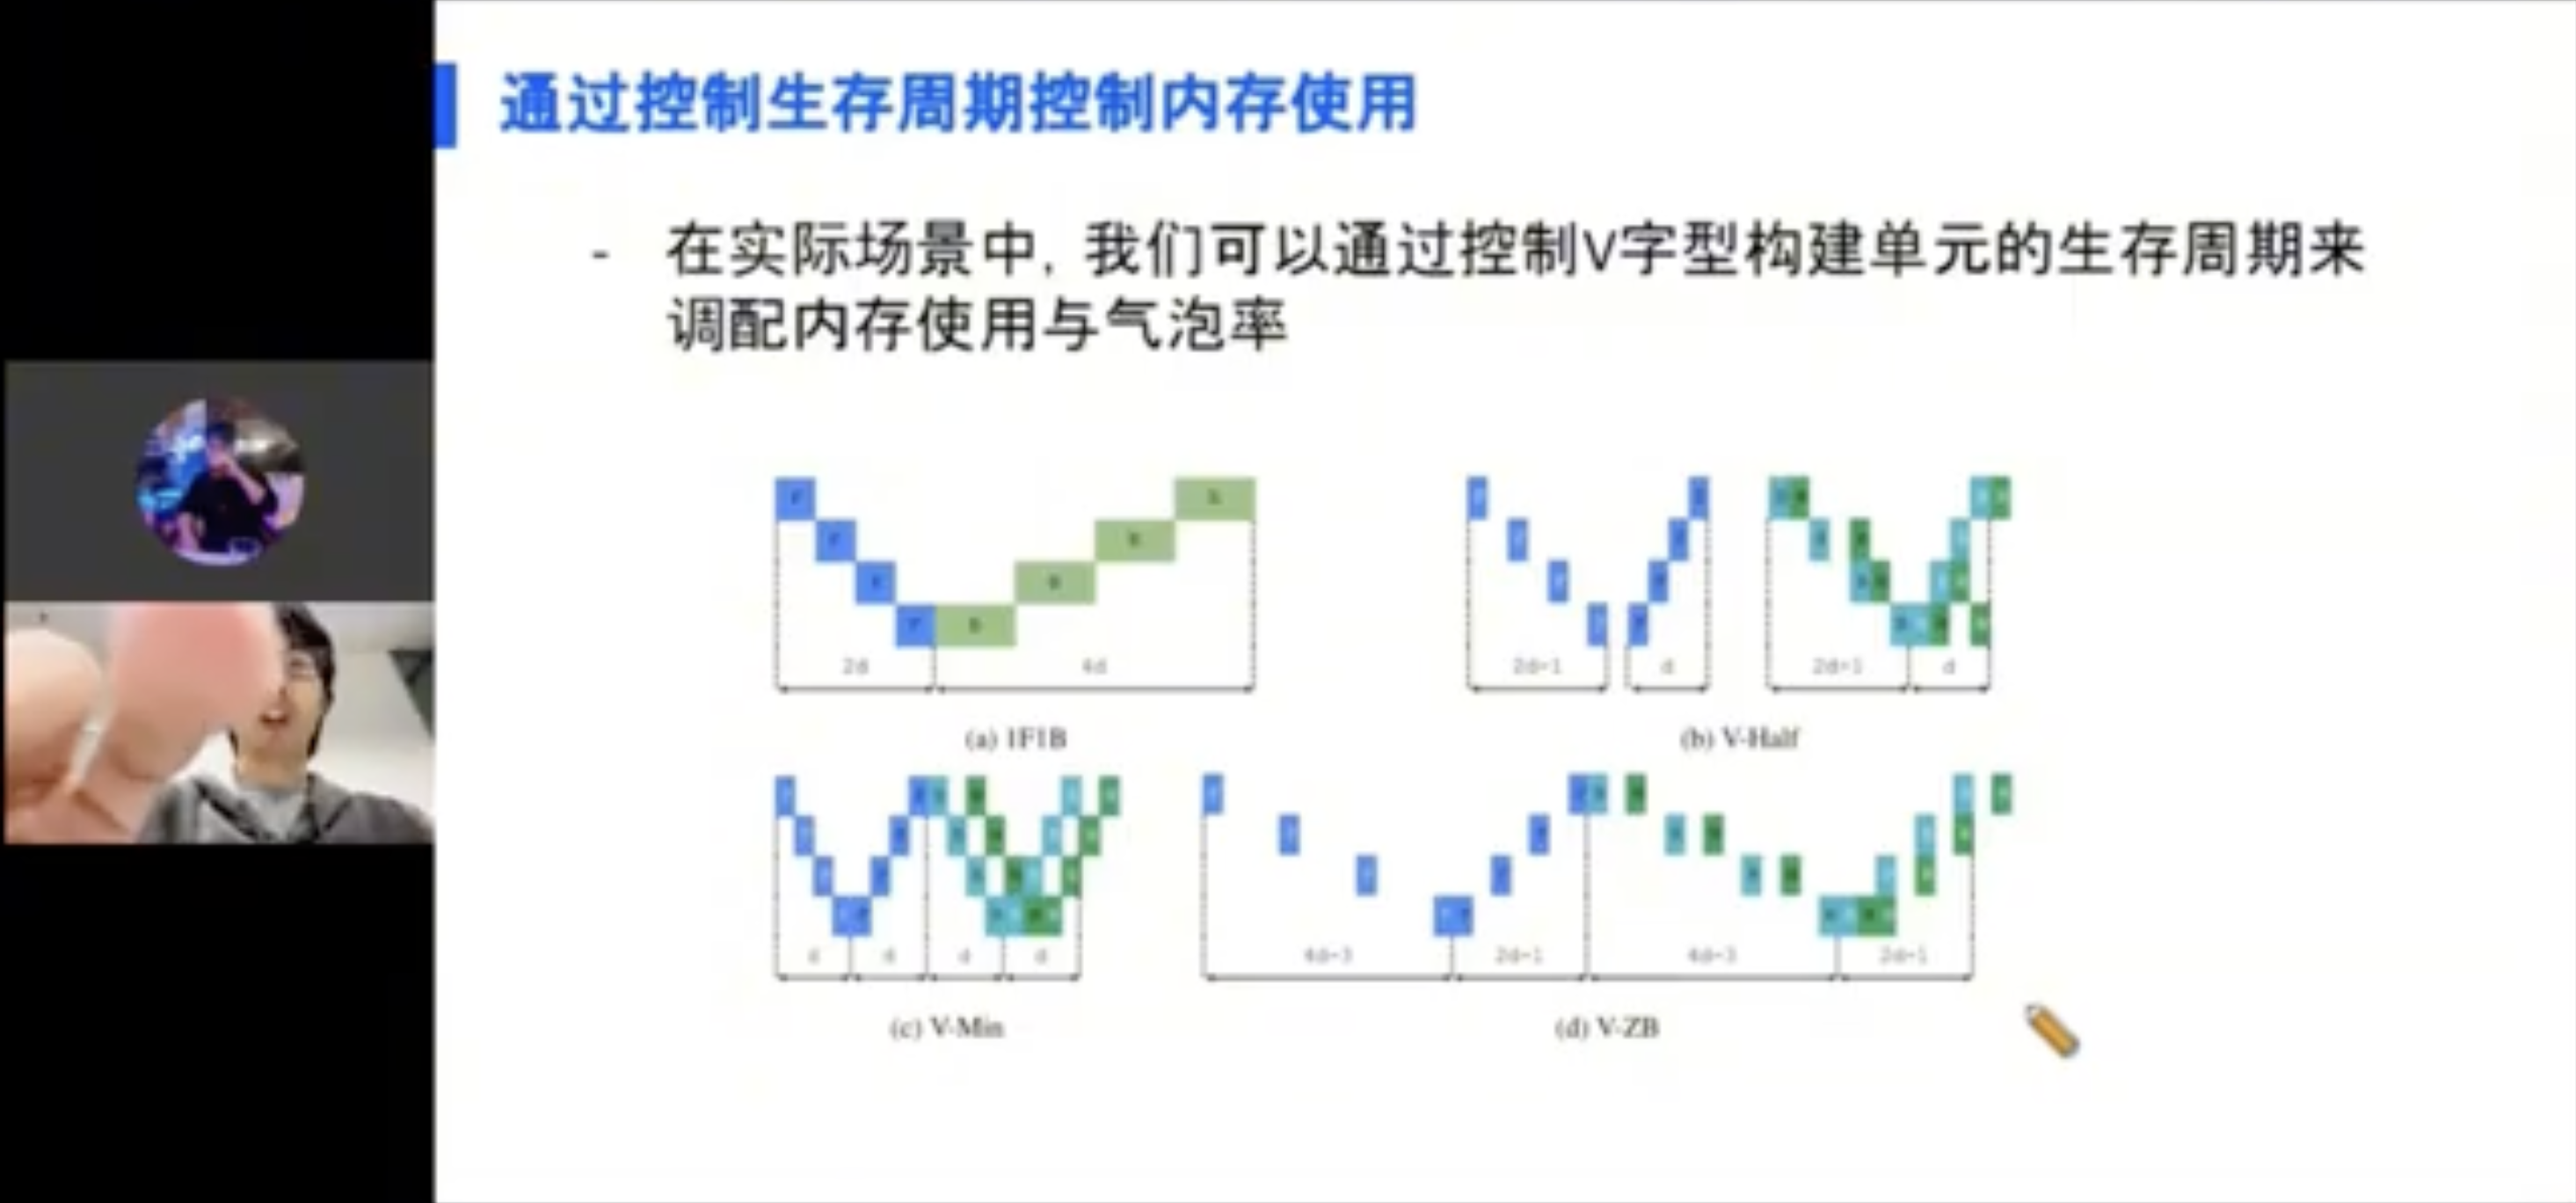 通过控制生存周期控制内存使用
- 在实际场景中, 我们可以通过控制V字型构建单元的生存周期来
调配内存使用与气泡率
2d 4d
2d-1 d 2d-1 d
(a) 1F1B (b) V-Half
d d d d 4d-3 2d-1 4d-3 2d-1
(c) V-Min (d) V-ZB